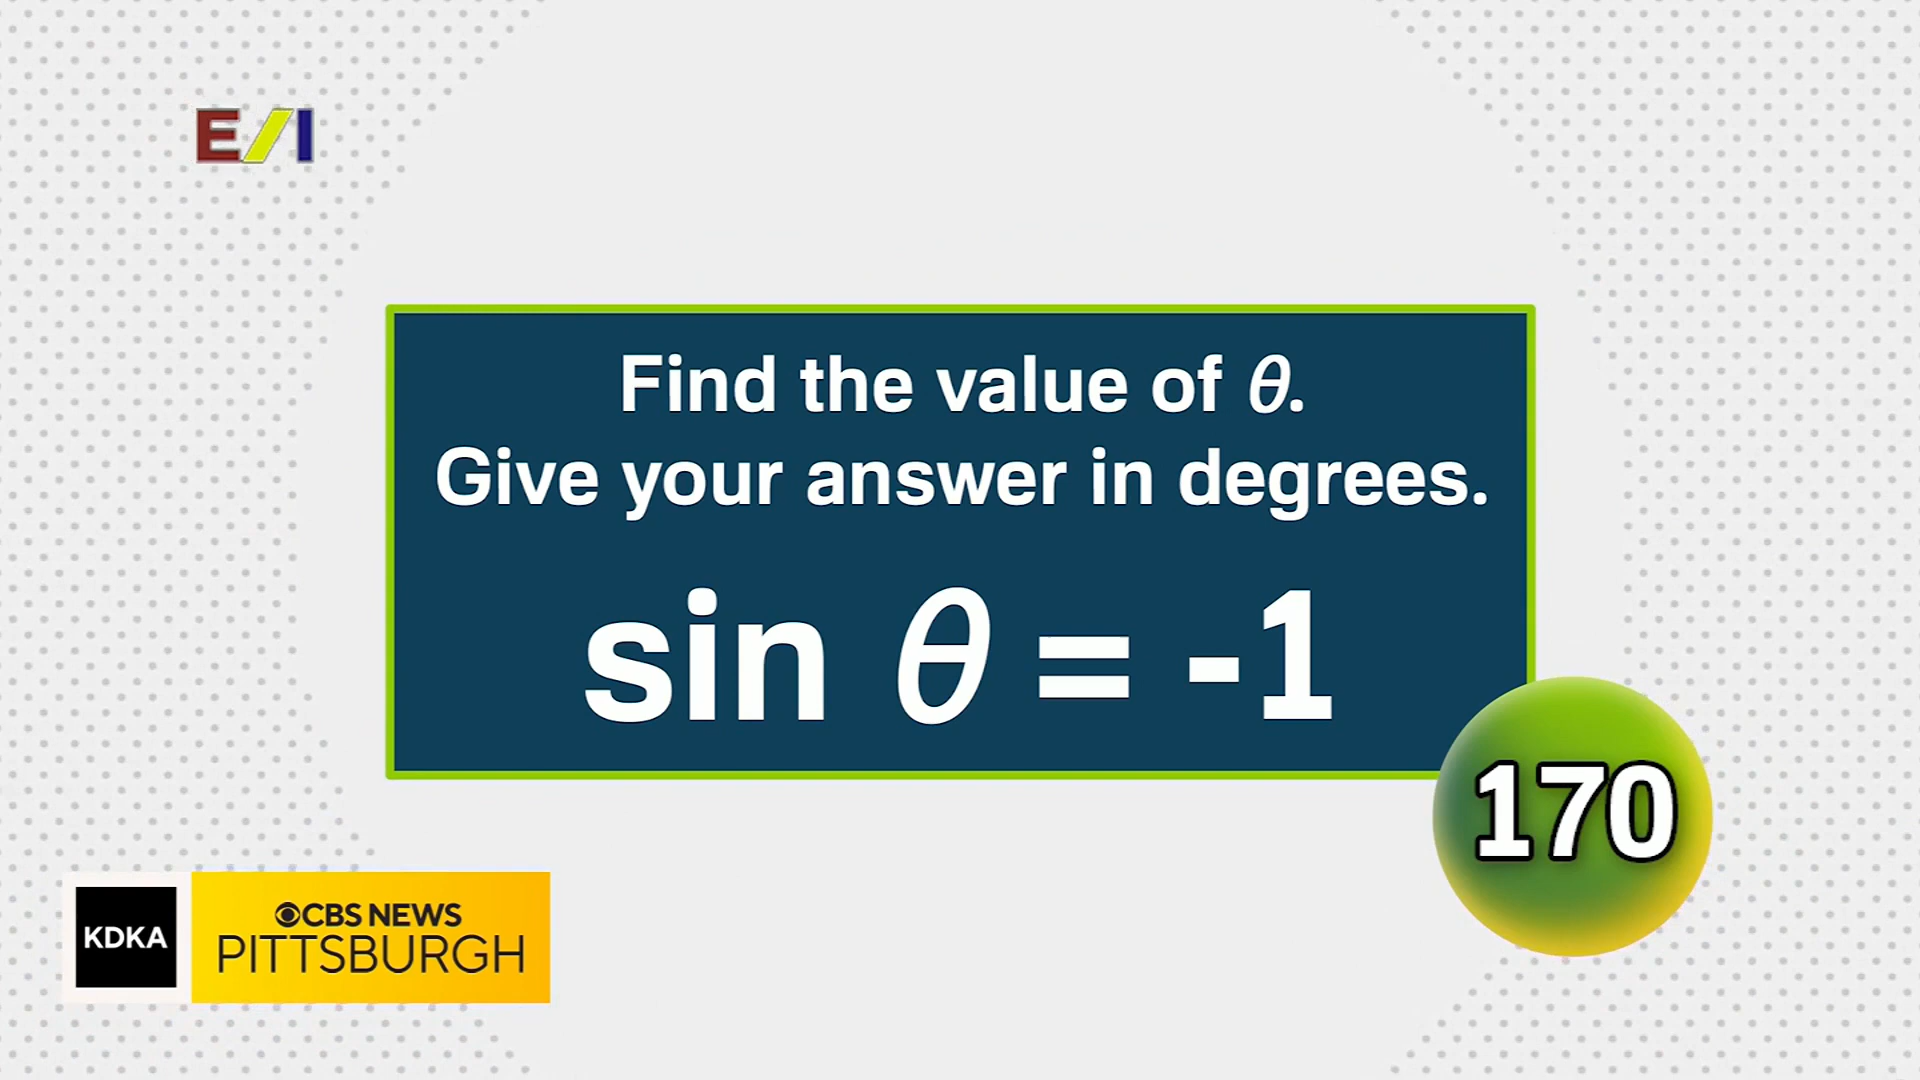 E/I
Find the value of θ.
Give your answer in degrees.
sin θ = -1
170
KDKA
CBS NEWS
PITTSBURGH